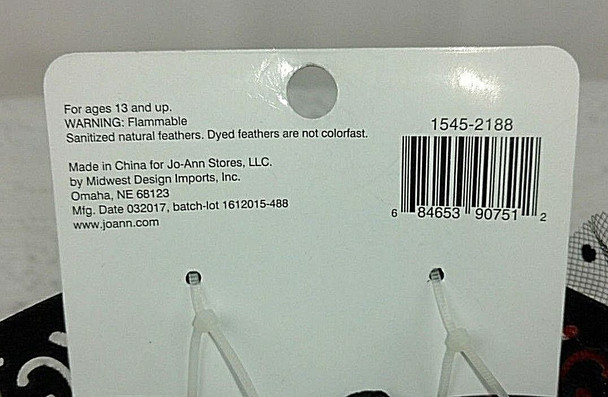 For ages 13 and up.
WARNING: Flammable
Sanitized natural feathers. Dyed feathers are not colorfast.
Made in China for Jo-Ann Stores, LLC.
by Midwest Design Imports, Inc.
Omaha, NE 68123
Mfg. Date 032017, batch-lot 1612015-488
www.joann.com
1545-2188
6 84653 90751 2